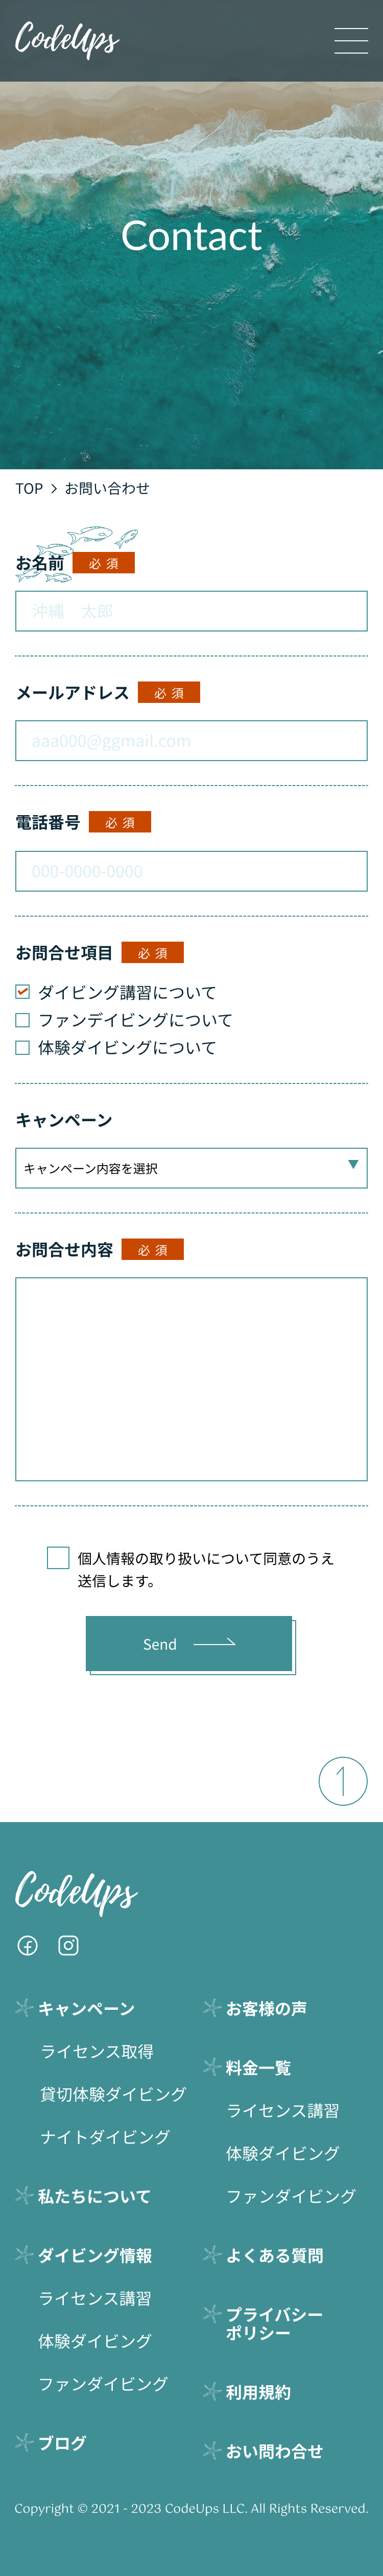 CodeUps
Contact
TOP > お問い合わせ
お名前 必須
沖縄　太郎
メールアドレス 必須
aaa000@ggmail.com
電話番号 必須
000-0000-0000
お問合せ項目 必須
ダイビング講習について
ファンデイビングについて
体験ダイビングについて
キャンペーン
キャンペーン内容を選択
お問合せ内容 必須
個人情報の取り扱いについて同意のうえ
送信します。
Send
CodeUps
キャンペーン
ライセンス取得
貸切体験ダイビング
ナイトダイビング
私たちについて
ダイビング情報
ライセンス講習
体験ダイビング
ファンダイビング
ブログ
お客様の声
料金一覧
ライセンス講習
体験ダイビング
ファンダイビング
よくある質問
プライバシー
ポリシー
利用規約
おい問わ合せ
Copyright © 2021 - 2023 CodeUps LLC. All Rights Reserved.